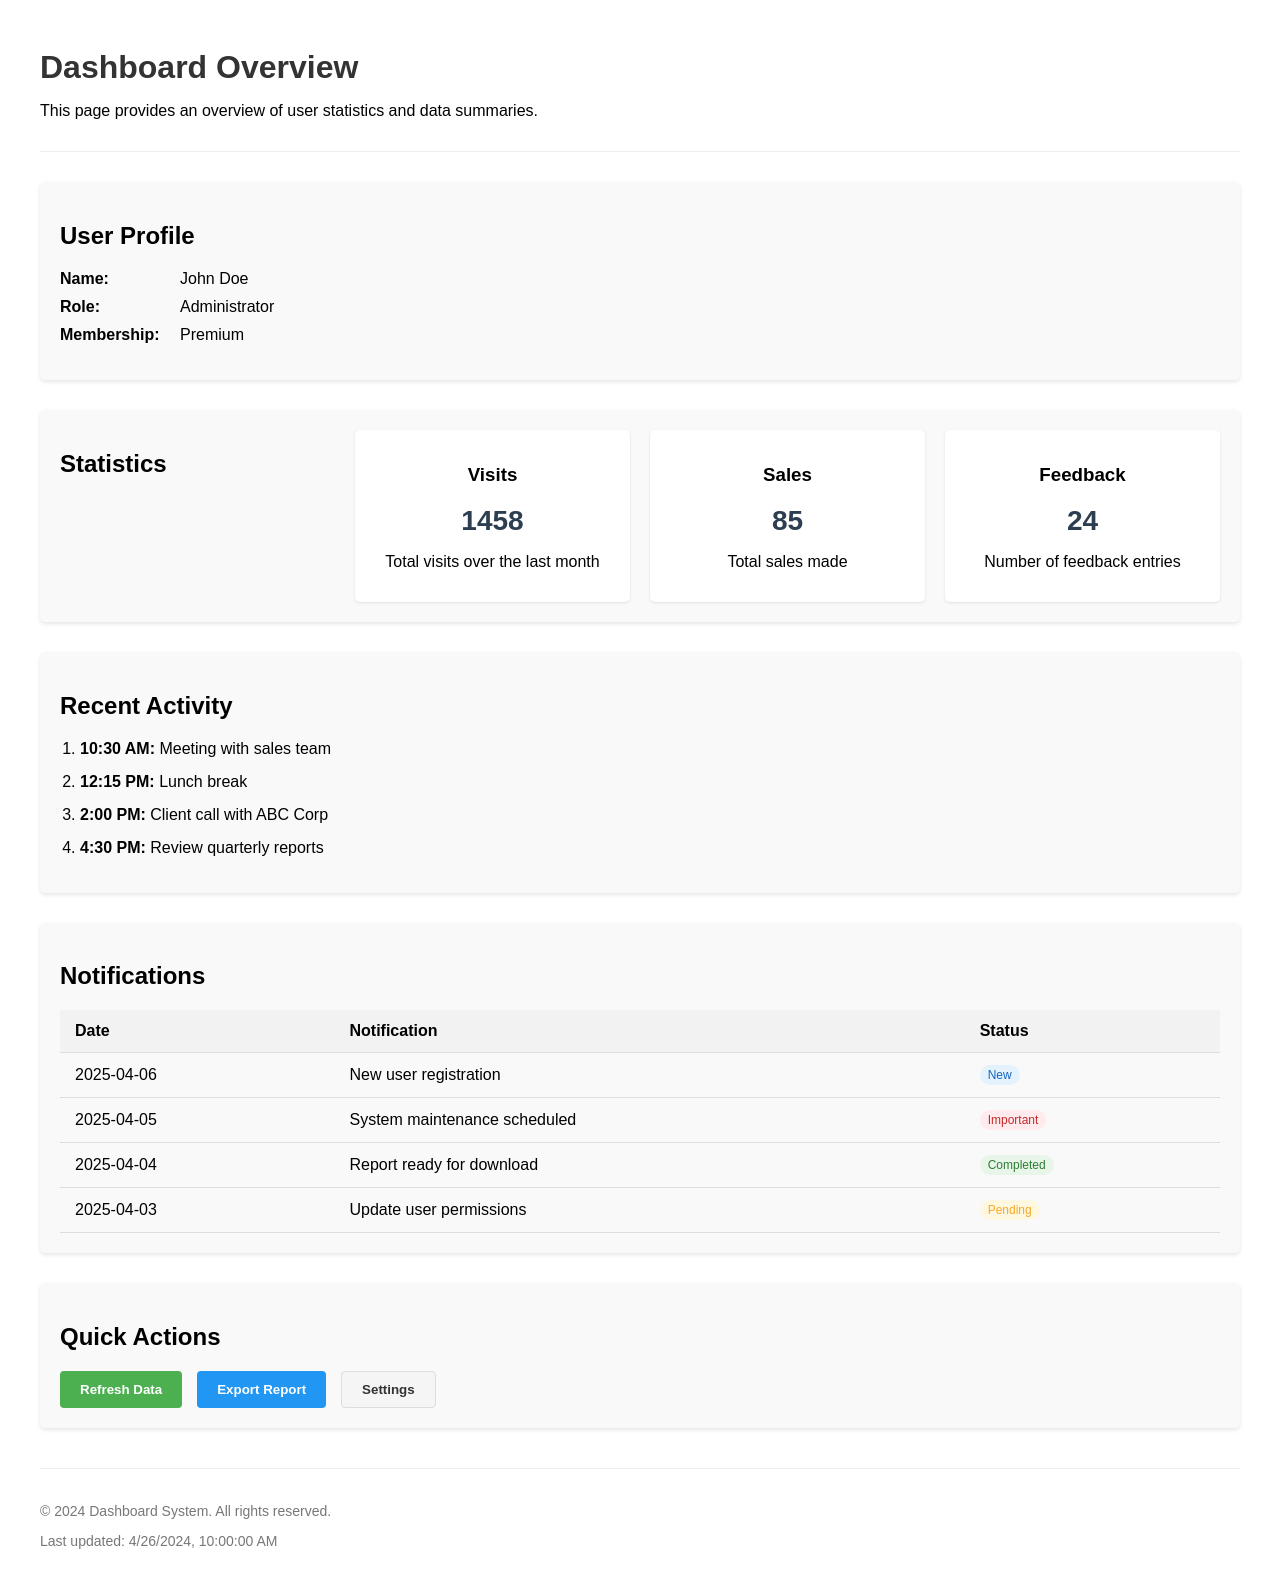 Dashboard Overview
This page provides an overview of user statistics and data summaries.
User Profile
Name: John Doe
Role: Administrator
Membership: Premium
Statistics
Visits
1458
Total visits over the last month
Sales
85
Total sales made
Feedback
24
Number of feedback entries
Recent Activity
1. 10:30 AM: Meeting with sales team
2. 12:15 PM: Lunch break
3. 2:00 PM: Client call with ABC Corp
4. 4:30 PM: Review quarterly reports
Notifications
Date Notification Status
2025-04-06 New user registration New
2025-04-05 System maintenance scheduled Important
2025-04-04 Report ready for download Completed
2025-04-03 Update user permissions Pending
Quick Actions
Refresh Data Export Report Settings
© 2024 Dashboard System. All rights reserved.
Last updated: 4/26/2024, 10:00:00 AM